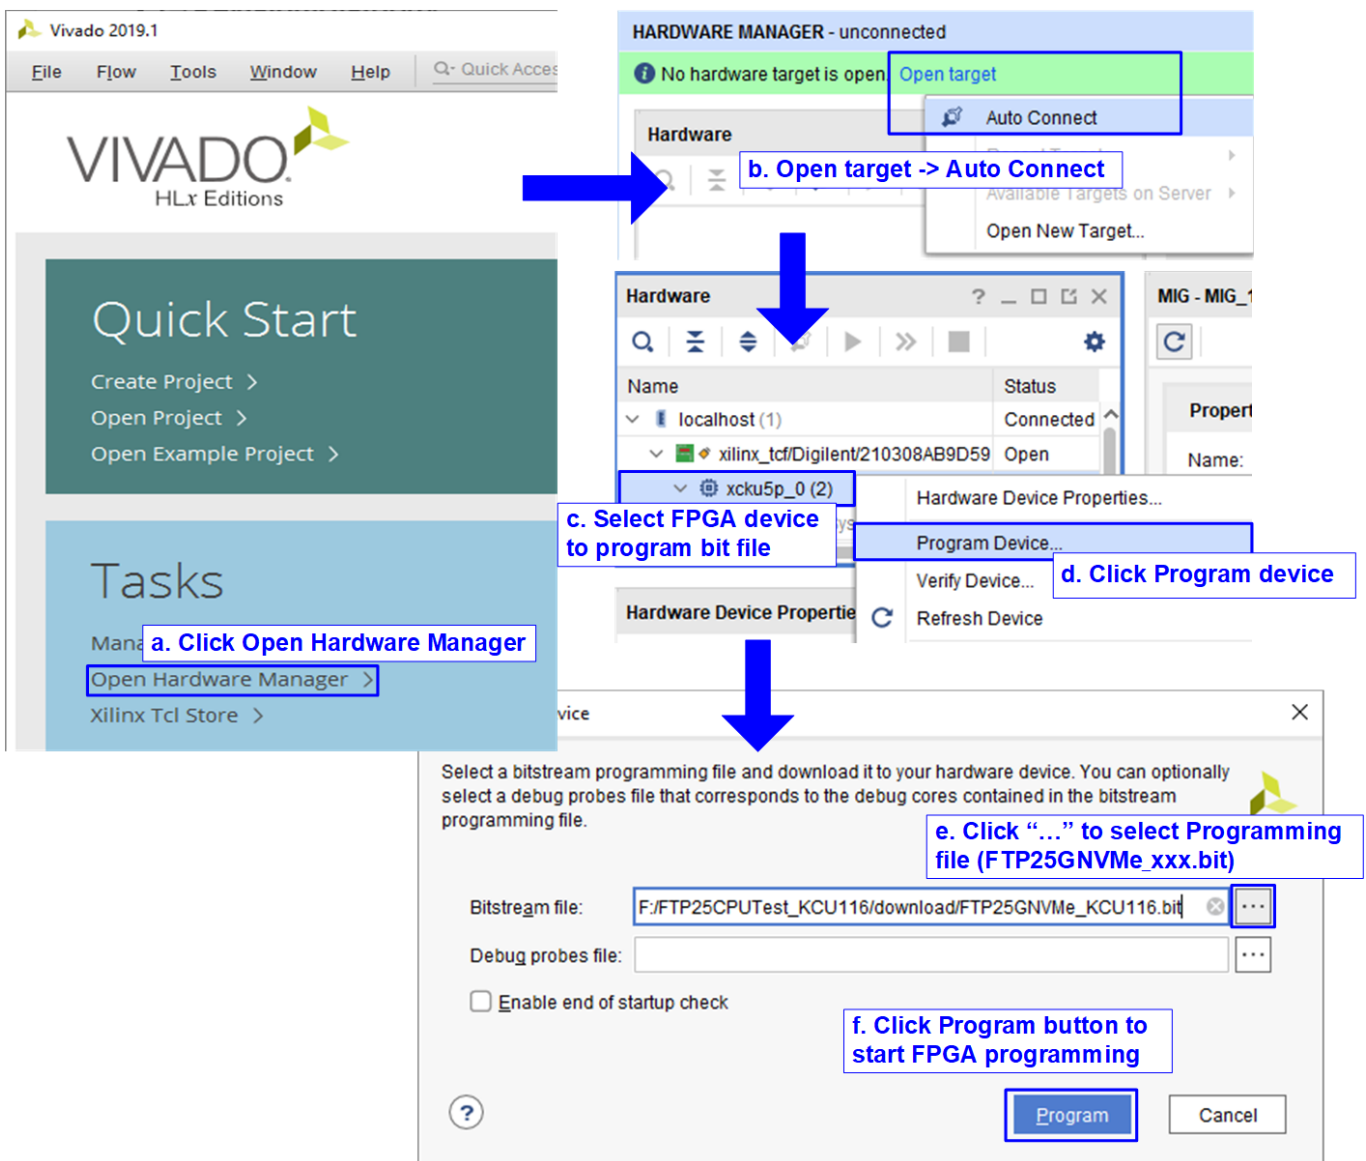 Vivado 2019.1
File Flow Tools Window Help Q- Quick Acces
VIVADO.
HLx Editions
Quick Start
Create Project >
Open Project >
Open Example Project >
Tasks
a. Click Open Hardware Manager
Open Hardware Manager >
Xilinx Tcl Store >
HARDWARE MANAGER - unconnected
No hardware target is open. Open target
Auto Connect
Hardware
b. Open target -> Auto Connect
Available Targets on Server
Open New Target...
Hardware
MIG - MIG_1
Name Status
localhost (1) Connected
Propert
xilinx_tcf/Digilent/210308AB9D59 Open
Name:
xcku5p_0 (2)
Hardware Device Properties...
c. Select FPGA device
to program bit file
Program Device...
d. Click Program device
Verify Device...
Refresh Device
Hardware Device Propertie
vice
Select a bitstream programming file and download it to your hardware device. You can optionally
select a debug probes file that corresponds to the debug cores contained in the bitstream
programming file.
e. Click “...” to select Programming
file (FTP25GNVMe_xxx.bit)
Bitstream file: F:/FTP25CPUTest_KCU116/download/FTP25GNVMe_KCU116.bit ...
Debug probes file: ...
Enable end of startup check
f. Click Program button to
start FPGA programming
? Program Cancel